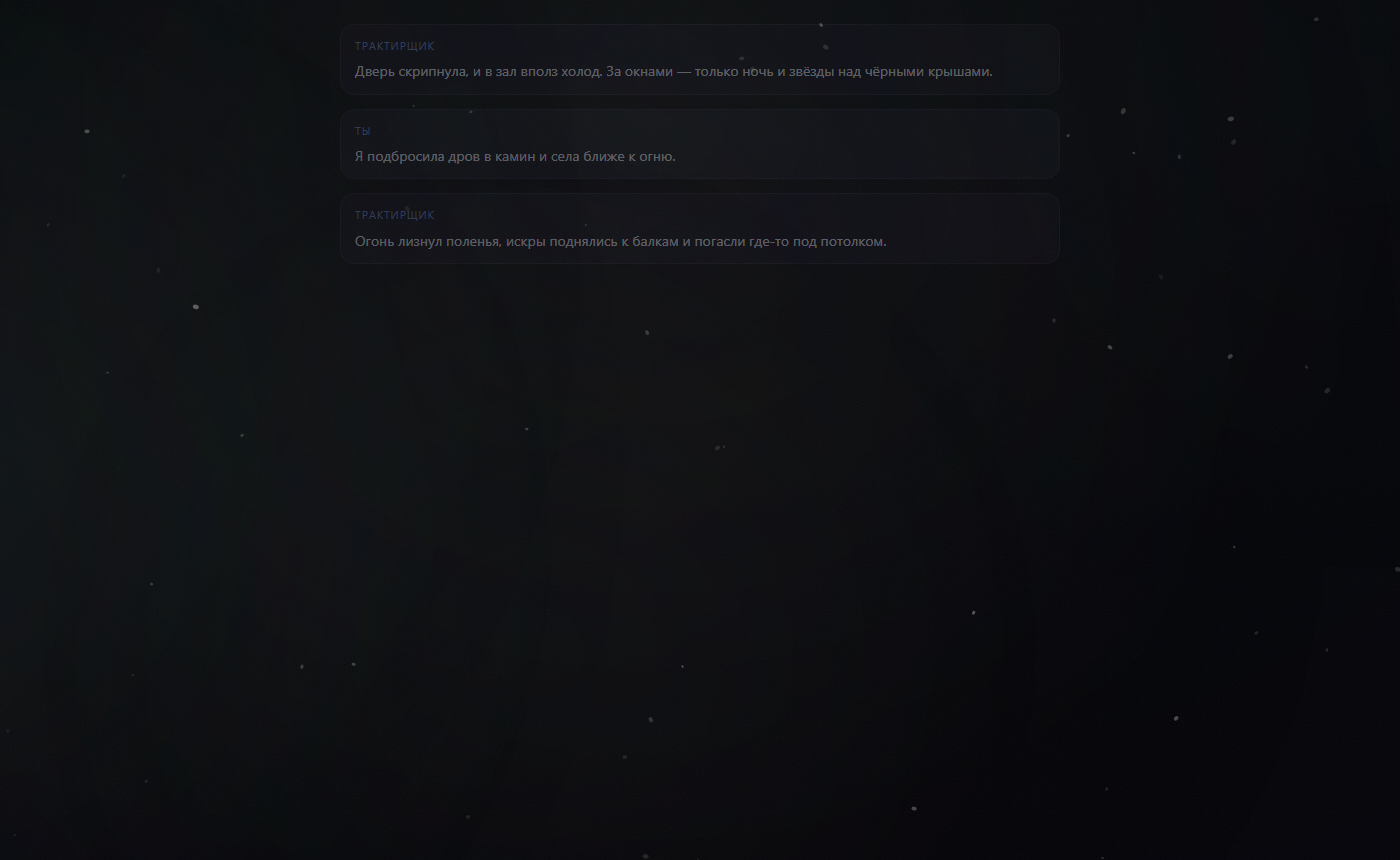 ТРАКТИРЩИК
Дверь скрипнула, и в зал вполз холод. За окнами — только ночь и звёзды над чёрными крышами.
ТЫ
Я подбросила дров в камин и села ближе к огню.
ТРАКТИРЩИК
Огонь лизнул поленья, искры поднялись к балкам и погасли где-то под потолком.